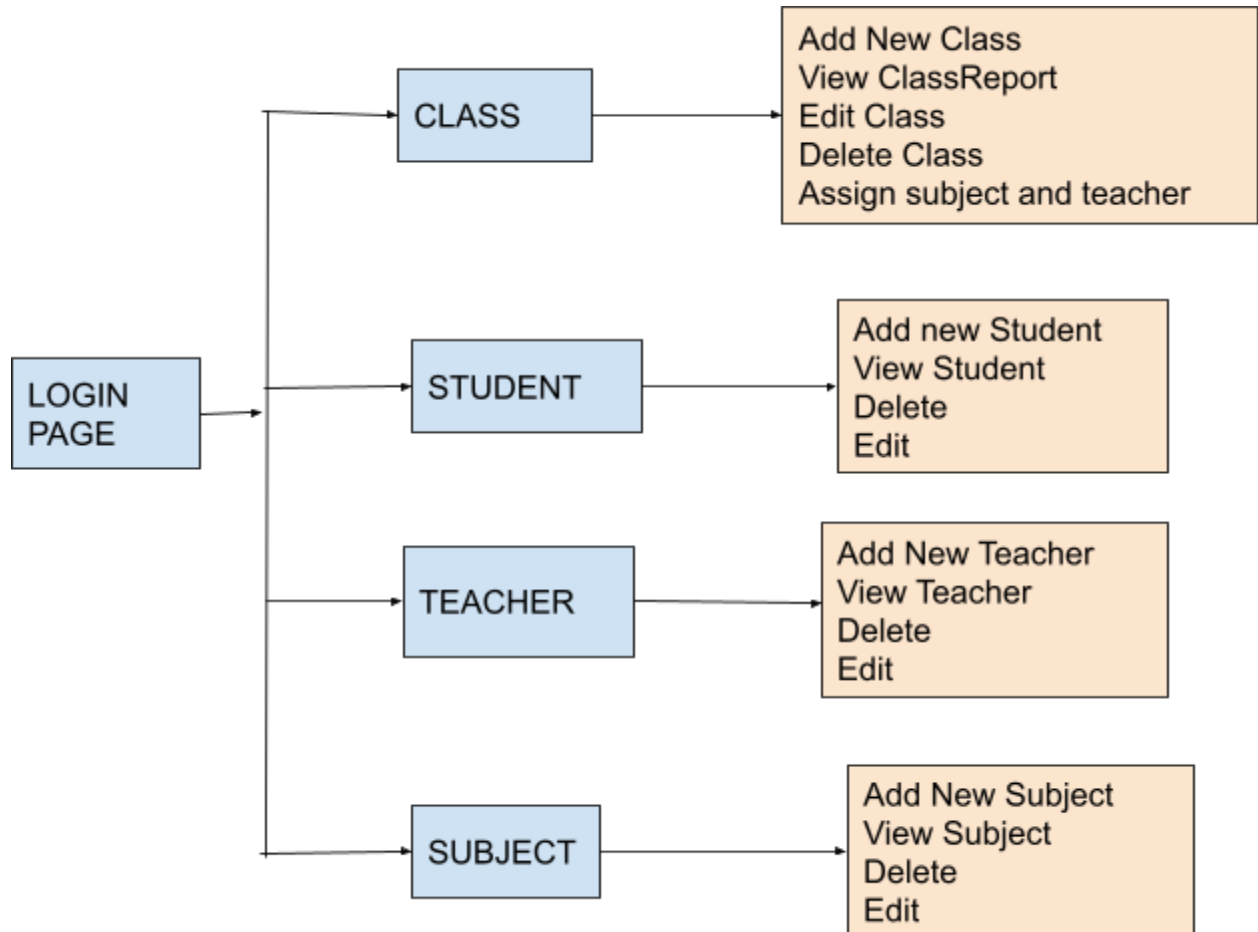 LOGIN
PAGE
CLASS
Add New Class
View ClassReport
Edit Class
Delete Class
Assign subject and teacher
STUDENT
Add new Student
View Student
Delete
Edit
TEACHER
Add New Teacher
View Teacher
Delete
Edit
SUBJECT
Add New Subject
View Subject
Delete
Edit